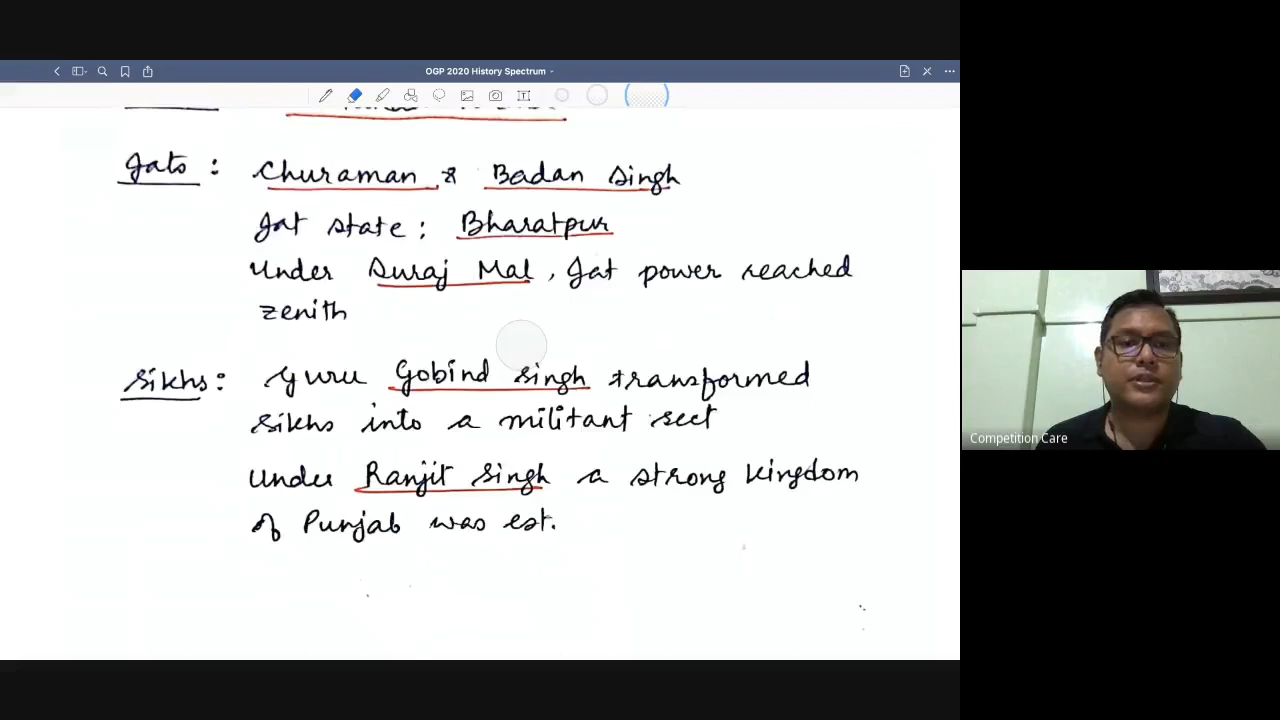 OGP 2020 History Spectrum
Jats : Churaman & Badan Singh
Jat state : Bharatpur
Under Suraj Mal, Jat power reached
zenith
Sikhs : Guru Gobind Singh transformed
Sikhs into a militant sect
Under Ranjit Singh a strong kingdom
of Punjab was est.
Competition Care